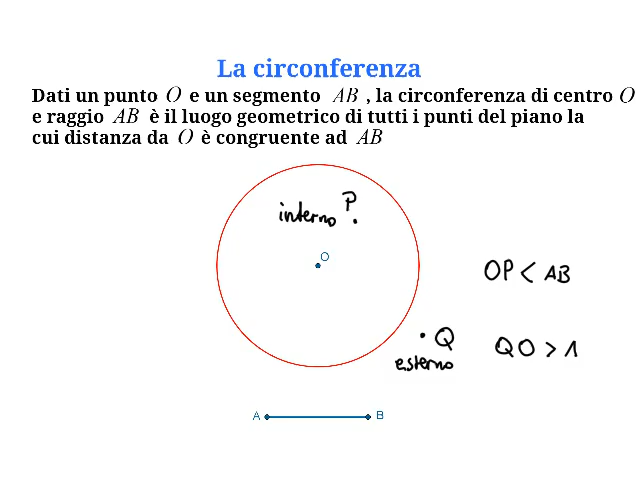 La circonferenza
Dati un punto O e un segmento AB , la circonferenza di centro O
e raggio AB è il luogo geometrico di tutti i punti del piano la
cui distanza da O è congruente ad AB
interno P
O
OP < AB
Q
esterno
QO > 1
A B